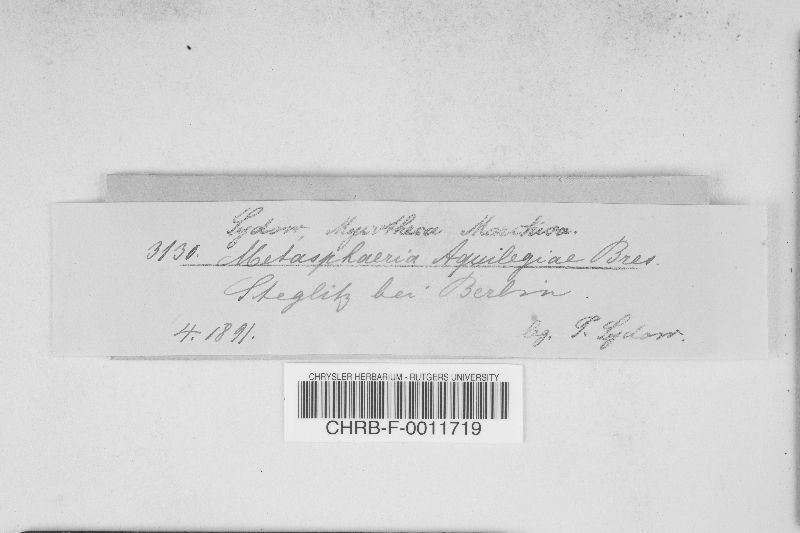 Sydow, Mycotheca Marchica.
3130. Metasphaeria Aquilegiae Bres.
Steglitz bei Berlin.
4. 1891. leg. P. Sydow.
CHRYSLER HERBARIUM - RUTGERS UNIVERSITY
CHRB-F-0011719